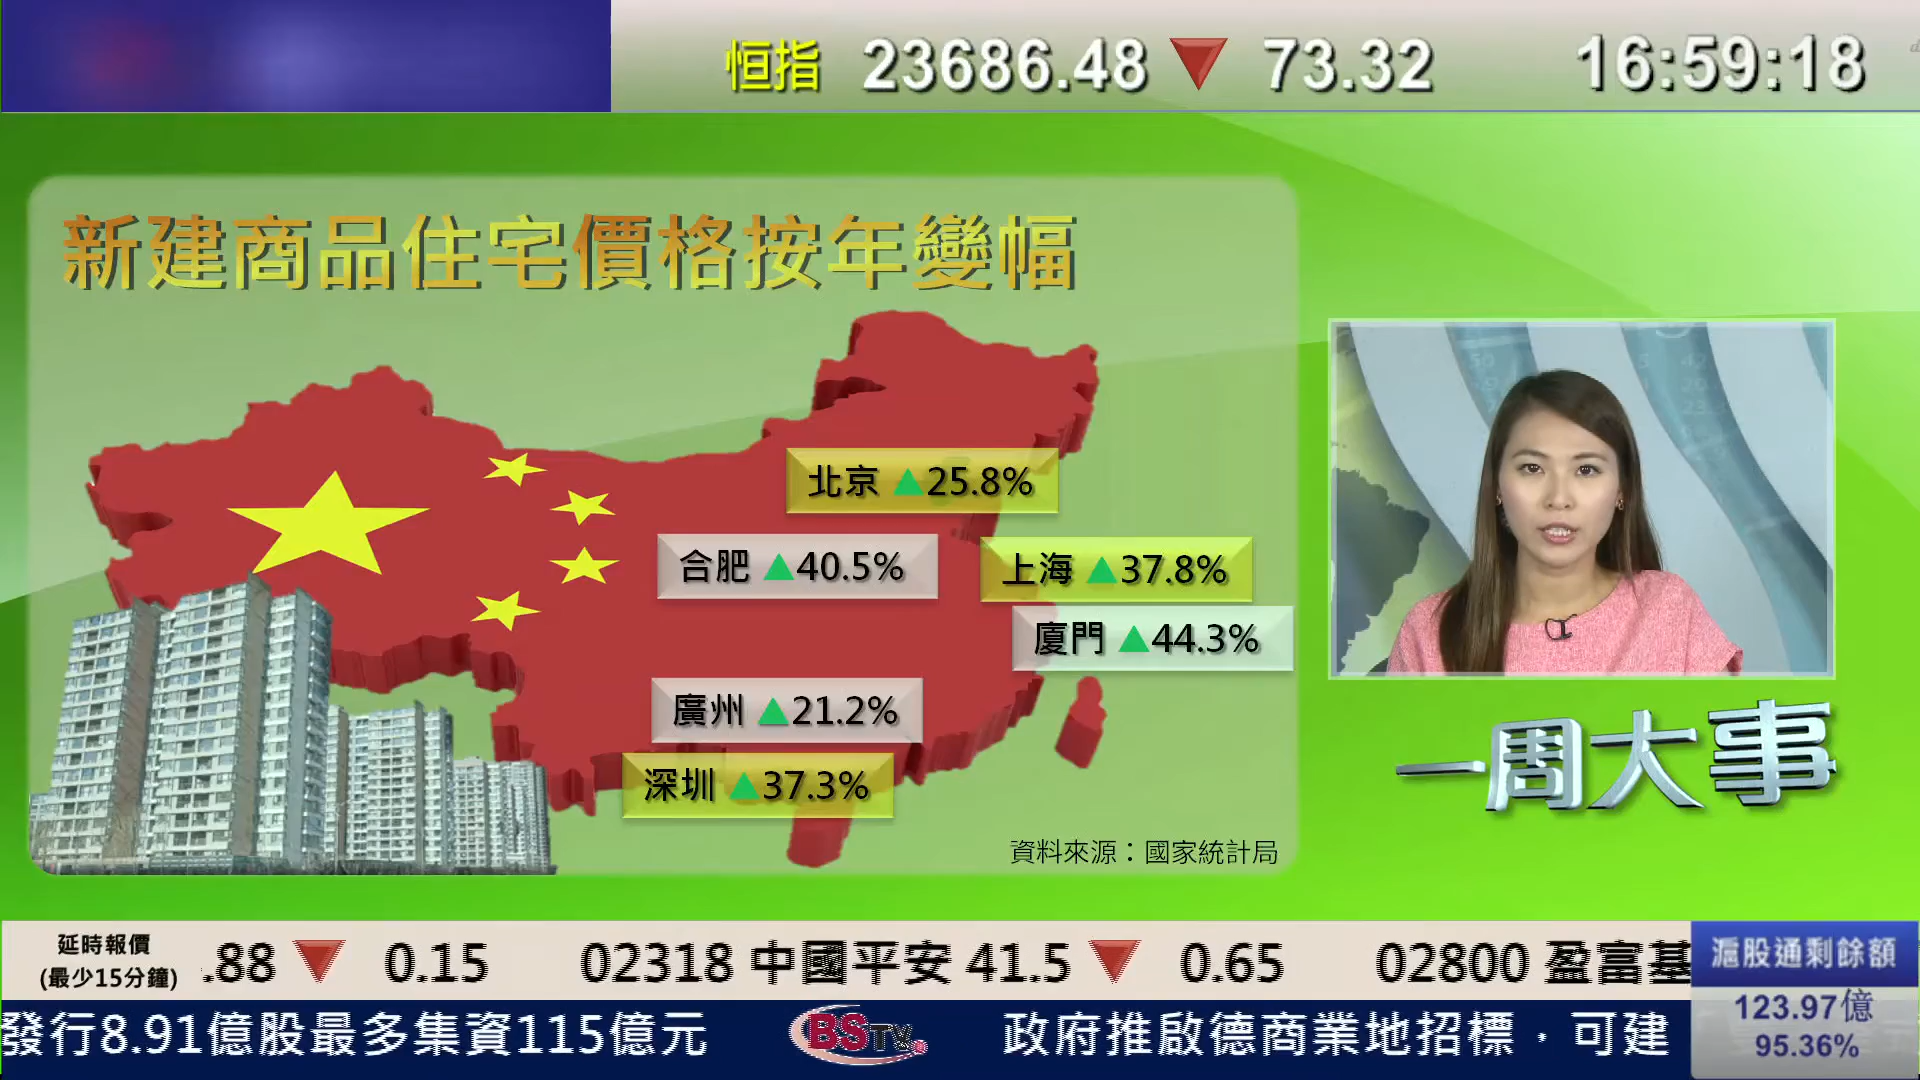 恒指 23686.48 ▼ 73.32 16:59:18
新建商品住宅價格按年變幅
北京 ▲25.8%
合肥 ▲40.5%
上海 ▲37.8%
廈門 ▲44.3%
廣州 ▲21.2%
深圳 ▲37.3%
資料來源：國家統計局
一周大事
延時報價
(最少15分鐘)
.88 ▼ 0.15 02318 中國平安 41.5 ▼ 0.65 02800 盈富基
滬股通剩餘額
123.97億
95.36%
發行8.91億股最多集資115億元 BSTV 政府推啟德商業地招標，可建